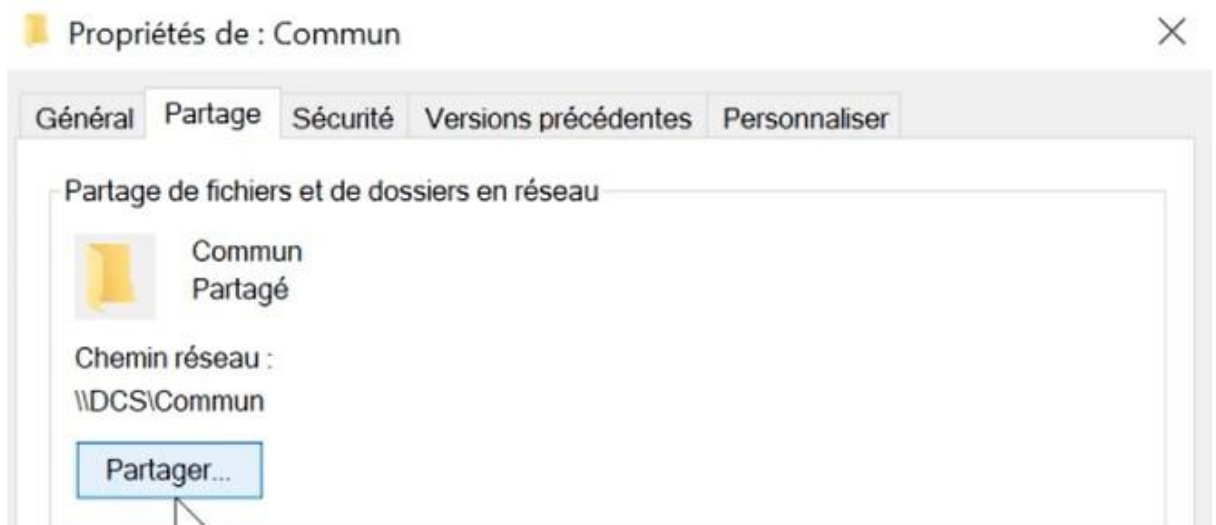 Propriétés de : Commun
Général Partage Sécurité Versions précédentes Personnaliser
Partage de fichiers et de dossiers en réseau
Commun
Partagé
Chemin réseau :
\\DCS\Commun
Partager...